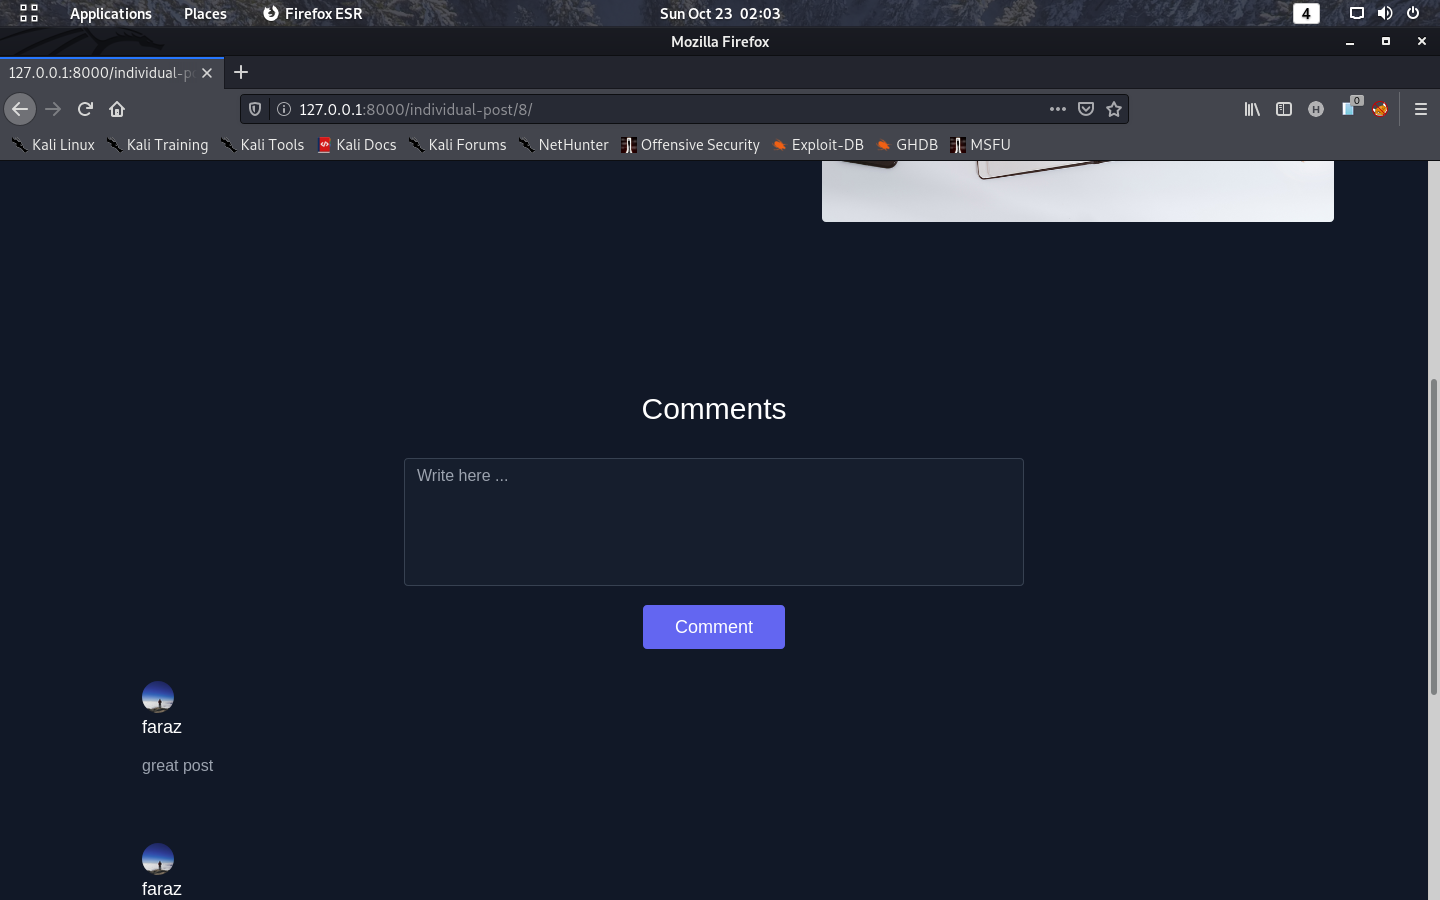 Applications Places Firefox ESR Sun Oct 23 02:03 4
Mozilla Firefox
127.0.0.1:8000/individual-p
127.0.0.1:8000/individual-post/8/ H 0
Kali Linux Kali Training Kali Tools Kali Docs Kali Forums NetHunter Offensive Security Exploit-DB GHDB MSFU
Comments
Write here ...
Comment
faraz
great post
faraz